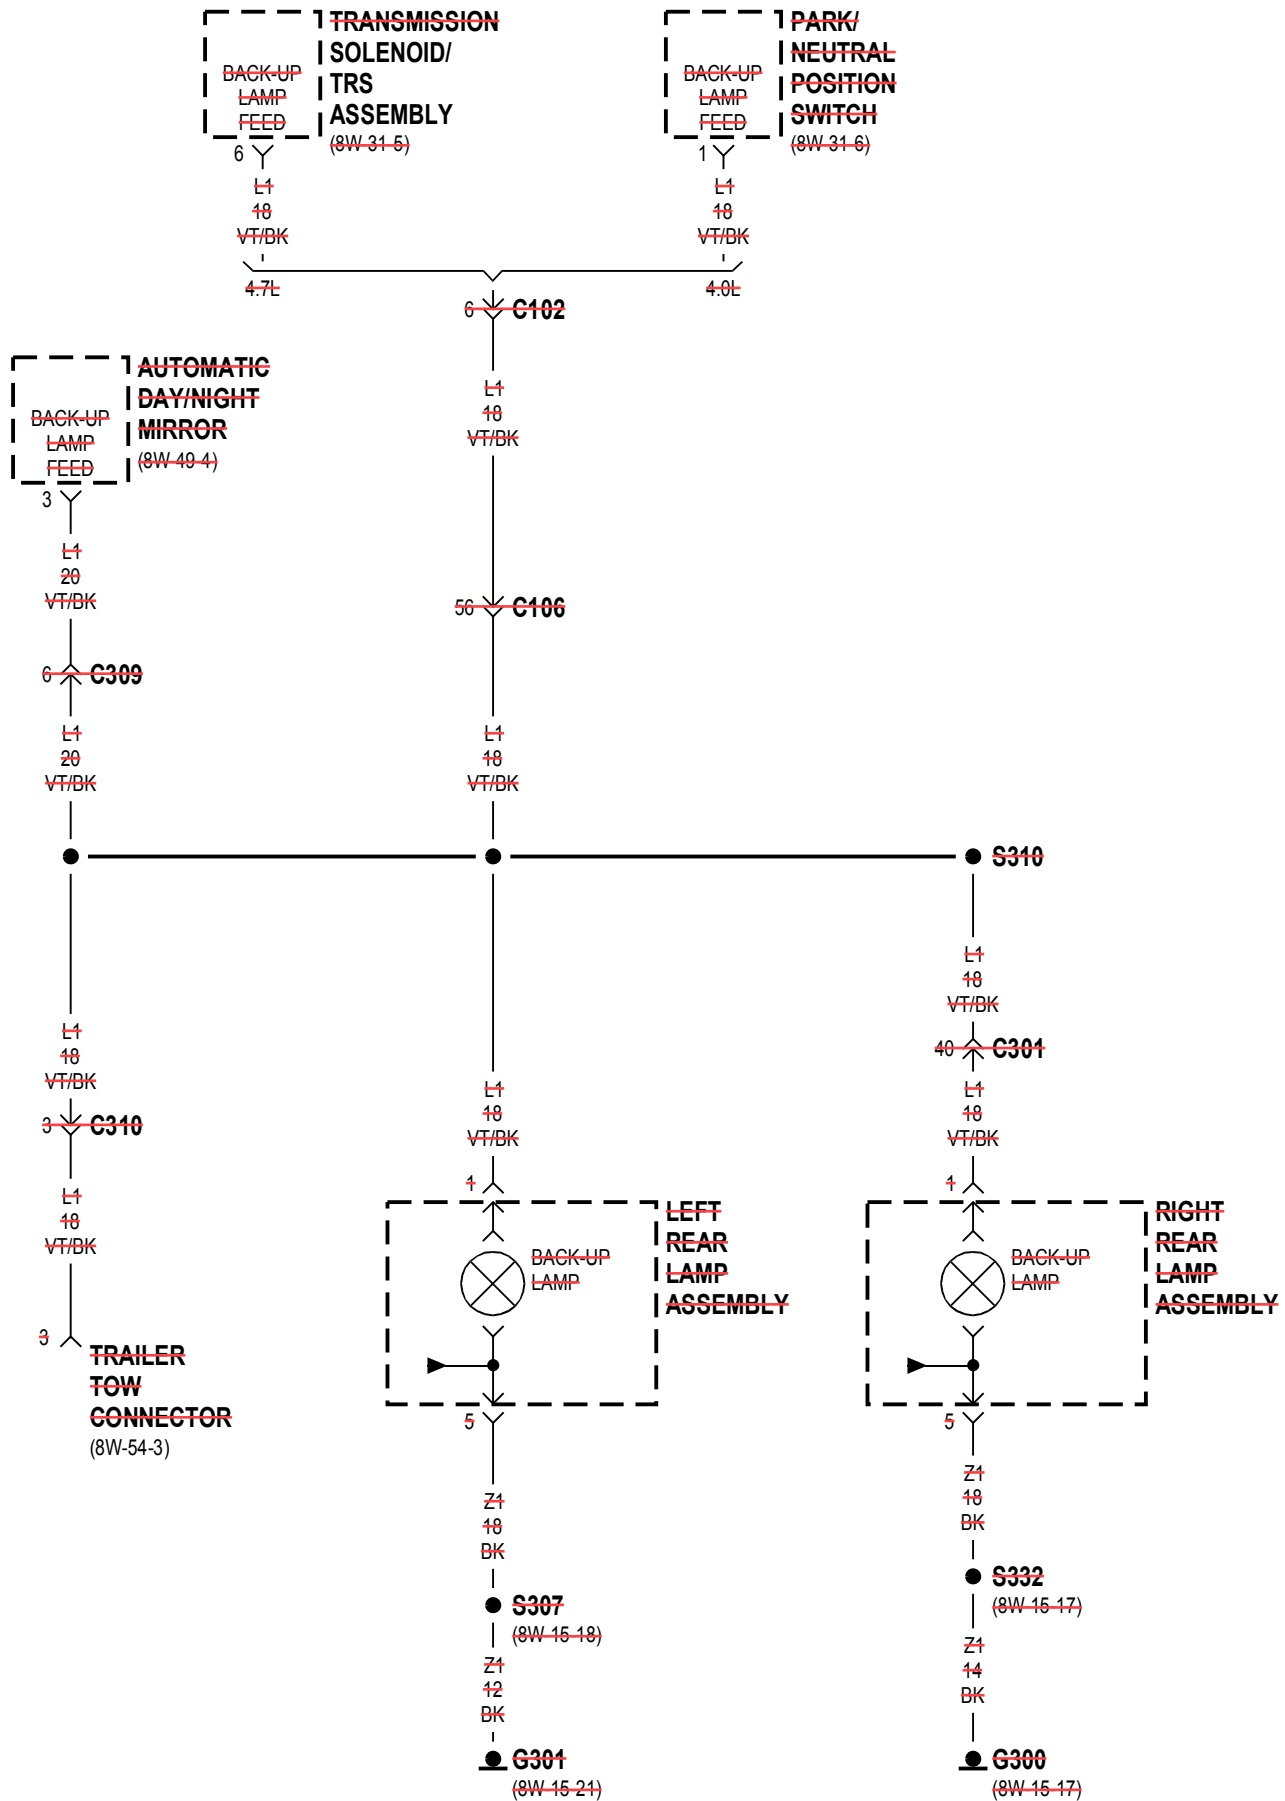 TRANSMISSION
SOLENOID/
TRS
ASSEMBLY
(8W-31-5)
BACK-UP
LAMP
FEED
6
L1
18
VT/BK
4.7L
PARK/
NEUTRAL
POSITION
SWITCH
(8W-31-6)
BACK-UP
LAMP
FEED
1
L1
18
VT/BK
4.0L
6 C102
L1
18
VT/BK
AUTOMATIC
DAY/NIGHT
MIRROR
(8W-49-4)
BACK-UP
LAMP
FEED
3
L1
20
VT/BK
56 C106
6 C309
L1
20
VT/BK
L1
18
VT/BK
S310
L1
18
VT/BK
40 C301
L1
18
VT/BK
3 C310
L1
18
VT/BK
3
TRAILER
TOW
CONNECTOR
(8W-54-3)
L1
18
VT/BK
1
LEFT
REAR
LAMP
ASSEMBLY
BACK-UP
LAMP
5
Z1
18
BK
S307
(8W-15-18)
Z1
12
BK
G301
(8W-15-21)
L1
18
VT/BK
1
RIGHT
REAR
LAMP
ASSEMBLY
BACK-UP
LAMP
5
Z1
18
BK
S332
(8W-15-17)
Z1
14
BK
G300
(8W-15-17)